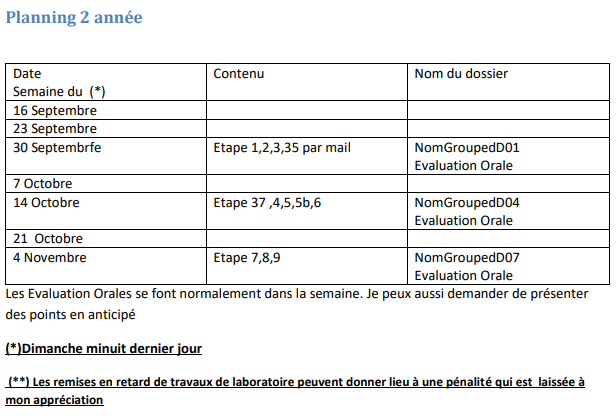 Planning 2 année
Date Contenu Nom du dossier
Semaine du (*)
16 Septembre
23 Septembre
30 Septembrfe Etape 1,2,3,35 par mail NomGroupedD01
Evaluation Orale
7 Octobre
14 Octobre Etape 37 ,4,5,5b,6 NomGroupedD04
Evaluation Orale
21 Octobre
4 Novembre Etape 7,8,9 NomGroupedD07
Evaluation Orale
Les Evaluation Orales se font normalement dans la semaine. Je peux aussi demander de présenter
des points en anticipé
(*)Dimanche minuit dernier jour
(**) Les remises en retard de travaux de laboratoire peuvent donner lieu à une pénalité qui est laissée à
mon appréciation